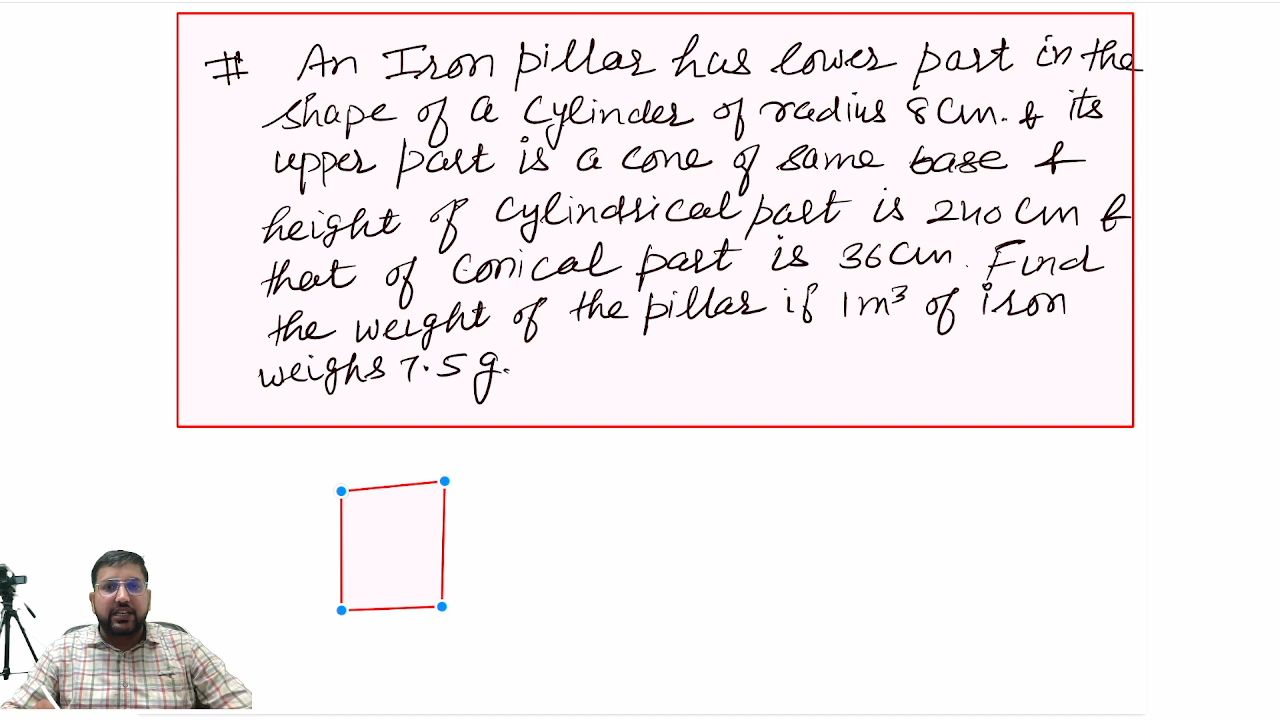 # An Iron pillar has lower part in the
shape of a cylinder of radius 8 cm. & its
upper part is a cone of same base &
height of cylindrical part is 240 cm &
that of conical part is 36 cm. Find
the weight of the pillar if 1 m³ of iron
weighs 7.5 g.